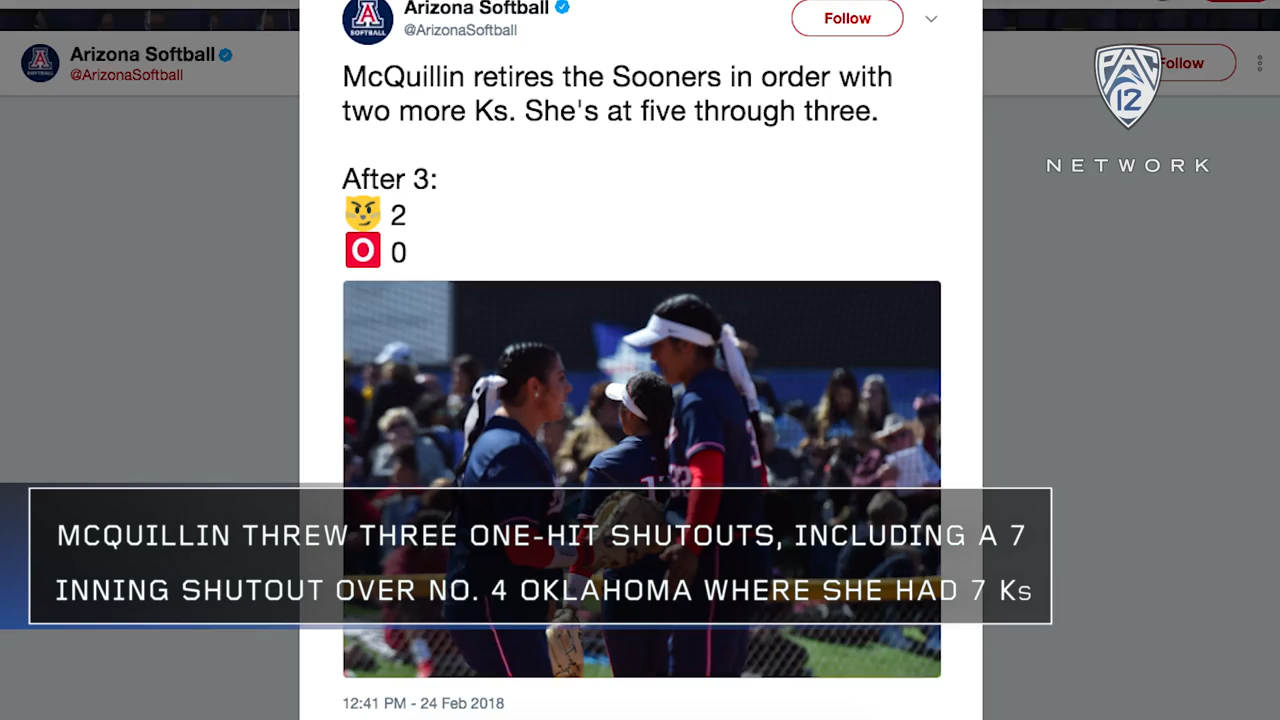 Arizona Softball
@ArizonaSoftball
Follow
Arizona Softball
@ArizonaSoftball
Follow
PAC
12
NETWORK
A
SOFTBALL
McQuillin retires the Sooners in order with
two more Ks. She's at five through three.
After 3:
2
O 0
MCQUILLIN THREW THREE ONE-HIT SHUTOUTS, INCLUDING A 7
INNING SHUTOUT OVER NO. 4 OKLAHOMA WHERE SHE HAD 7 Ks
12:41 PM - 24 Feb 2018